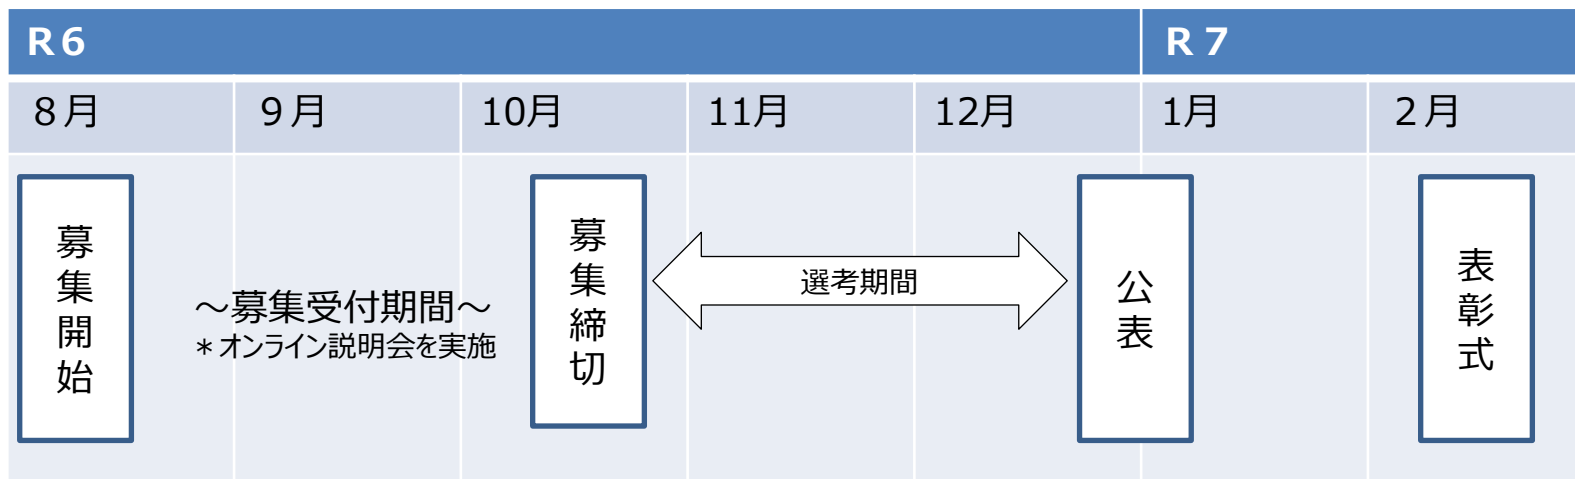 R6
R７
８月
９月
10月
11月
12月
1月
２月
募集開始
～募集受付期間～
＊オンライン説明会を実施
募集締切
選考期間
公表
表彰式